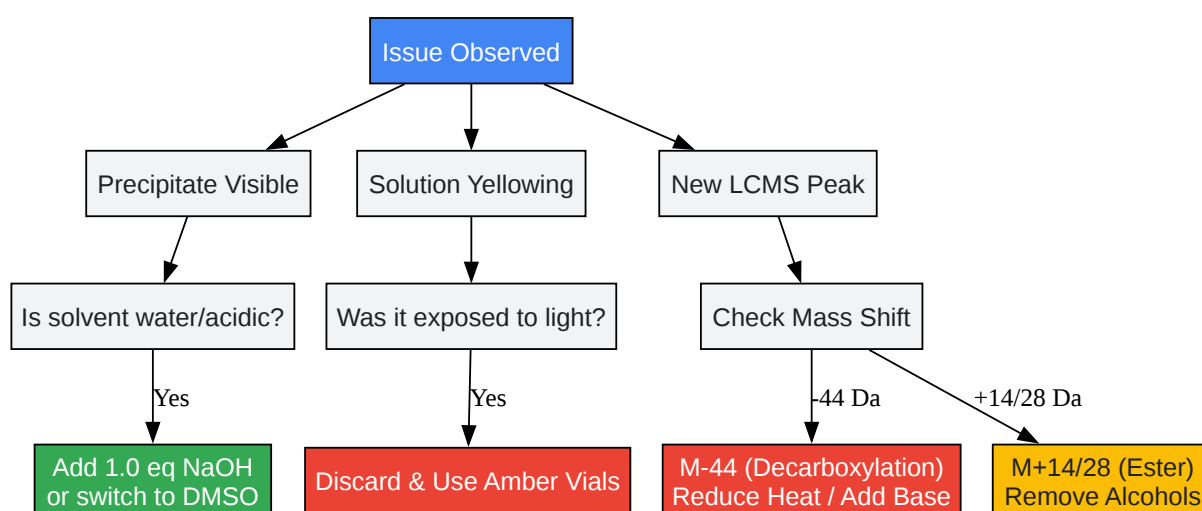 Issue Observed
Precipitate Visible
Solution Yellowing
New LCMS Peak
Is solvent water/acidic?
Was it exposed to light?
Check Mass Shift
Yes
Yes
-44 Da
+14/28 Da
Add 1.0 eq NaOH
or switch to DMSO
Discard & Use Amber Vials
M-44 (Decarboxylation)
Reduce Heat / Add Base
M+14/28 (Ester)
Remove Alcohols